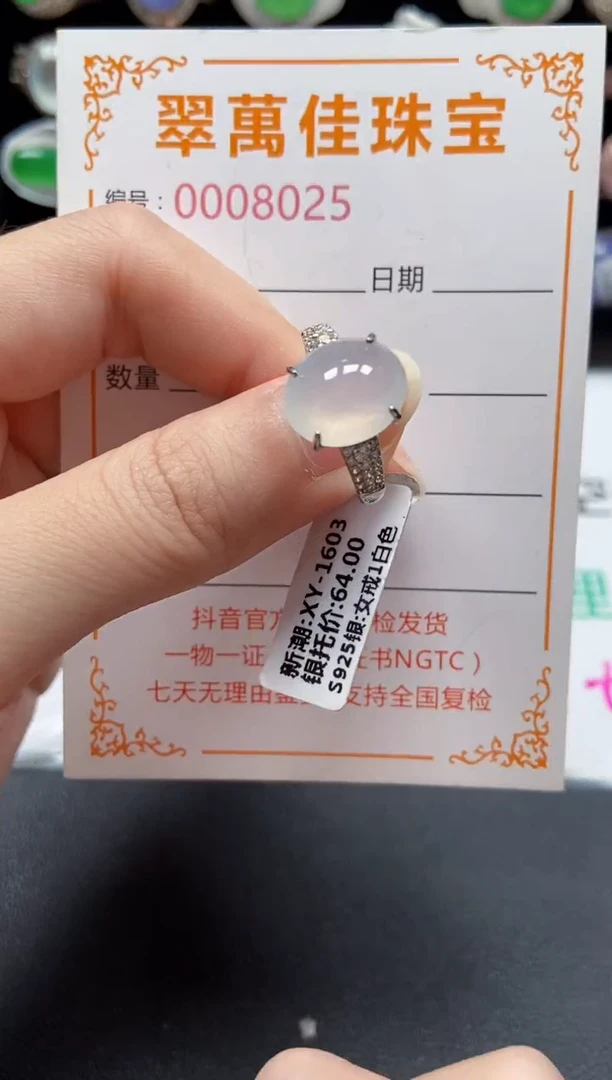 翠萬佳珠宝
编号：0008025
日期
数量
新潮:XY-1603
银托价:64.00
S925银:女戒1白色
抖音官方 检发货
一物一证 书NGTC）
七天无理由 支持全国复检